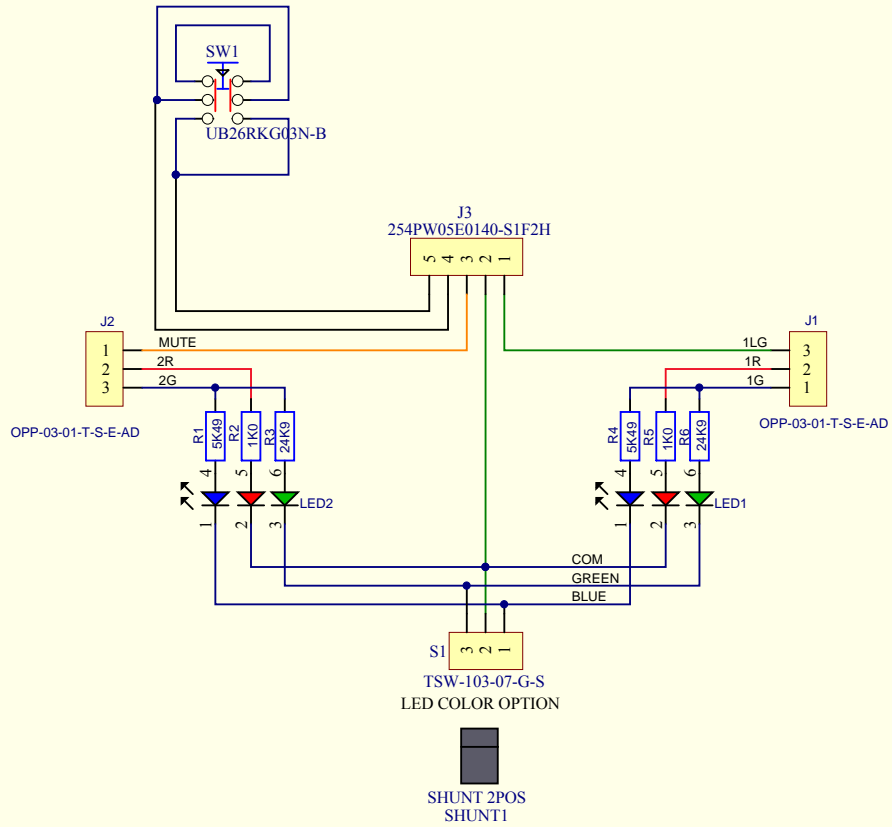 SW1
UB26RKG03N-B
J3
254PW05E0140-S1F2H
5 4 3 2 1
J2
1 MUTE
2 2R
3 2G
OPP-03-01-T-S-E-AD
J1
1LG 3
1R 2
1G 1
OPP-03-01-T-S-E-AD
R1 5K49 R2 1K0 R3 24K9
R4 5K49 R5 1K0 R6 24K9
4 5 6
4 5 6
LED2
LED1
1 2 3
1 2 3
COM
GREEN
BLUE
S1 3 2 1
TSW-103-07-G-S
LED COLOR OPTION
SHUNT 2POS
SHUNT1